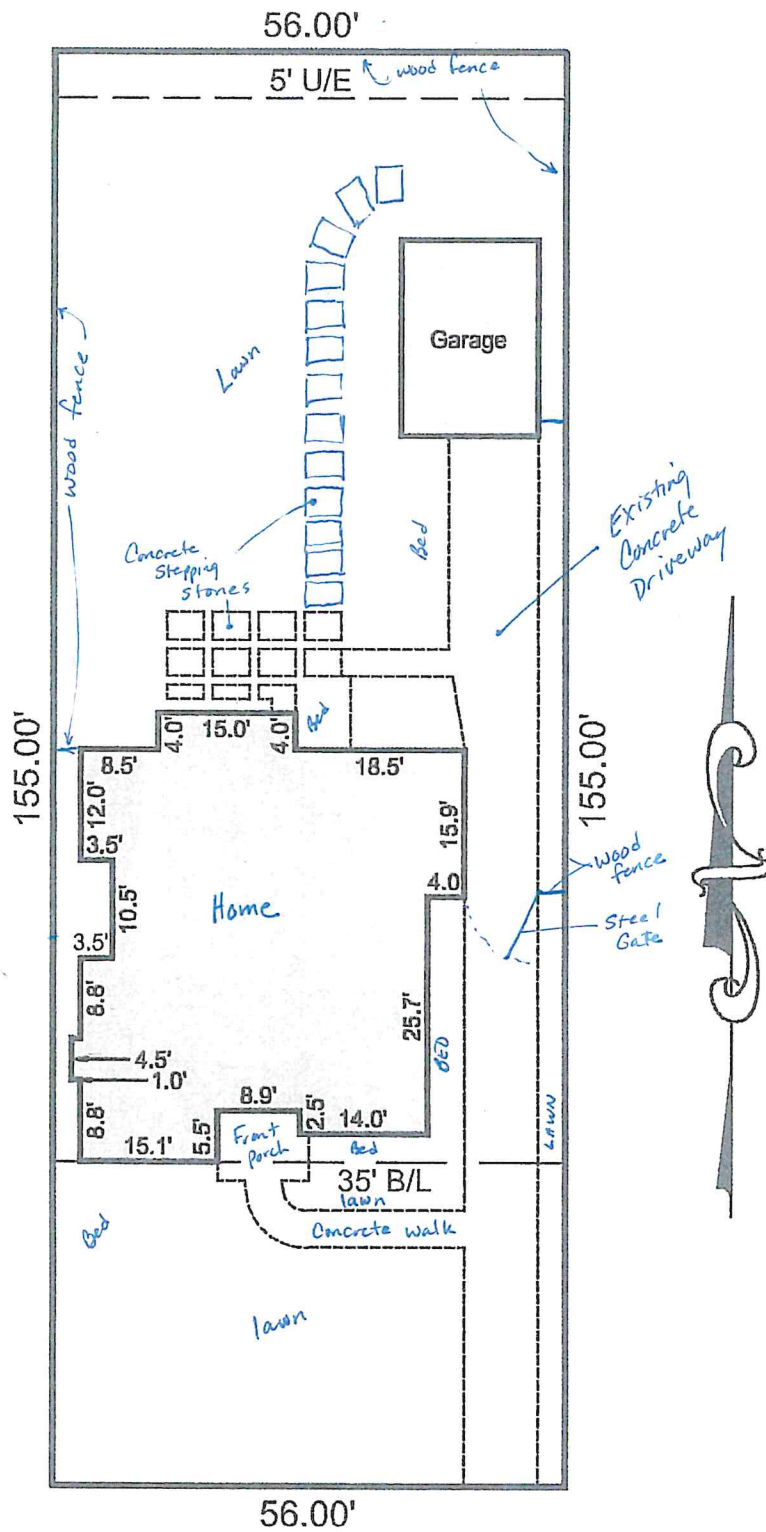 56.00'
wood fence
5' U/E
Garage
Lawn
wood fence
Existing
Concrete
Driveway
Bed
Concrete
Stepping
stones
Bed
155.00'
155.00'
4.0'
15.0'
4.0'
8.5'
18.5'
12.0'
15.9'
3.5'
10.5'
Home
4.0
wood
fence
Steel
Gate
3.5'
8.8'
25.7'
BED
4.5'
1.0'
8.9'
2.5'
14.0'
8.8'
15.1'
5.5'
Front
porch
Bed
LAWN
35' B/L
lawn
Concrete walk
Bed
lawn
56.00'